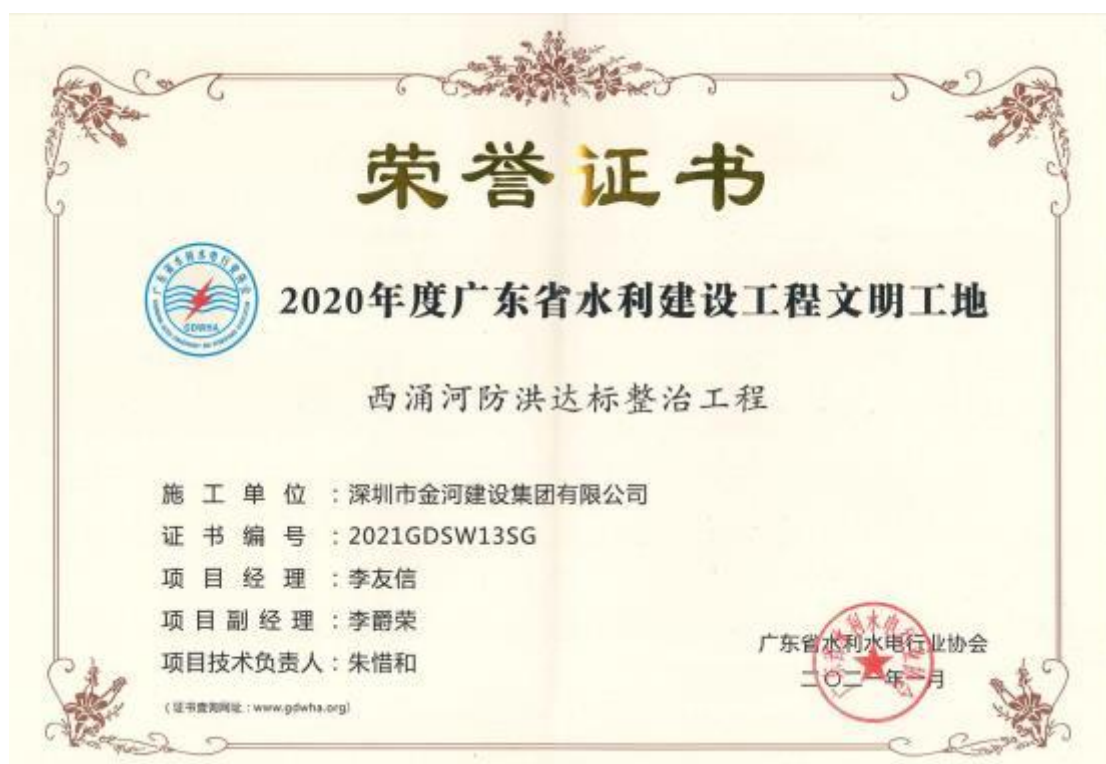 荣誉证书
GDWHA
2020年度广东省水利建设工程文明工地
西涌河防洪达标整治工程
施工单位:深圳市金河建设集团有限公司
证书编号:2021GDSW13SG
项目经理:李友信
项目副经理:李爵荣
项目技术负责人:朱惜和
广东省水利水电行业协会
(证书查询网址:www.gdwha.org)